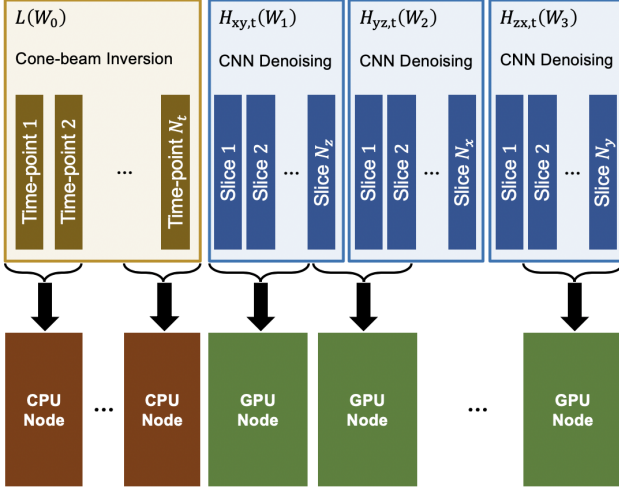 L(W₀)
Cone-beam Inversion
Time-point 1
Time-point 2
...
Time-point Nₜ
Hxy,t(W₁)
CNN Denoising
Slice 1
Slice 2
...
Slice N_z
Hyz,t(W₂)
CNN Denoising
Slice 1
Slice 2
...
Slice Nₓ
Hzx,t(W₃)
CNN Denoising
Slice 1
Slice 2
...
Slice N_y
CPU
Node
...
CPU
Node
GPU
Node
GPU
Node
...
GPU
Node